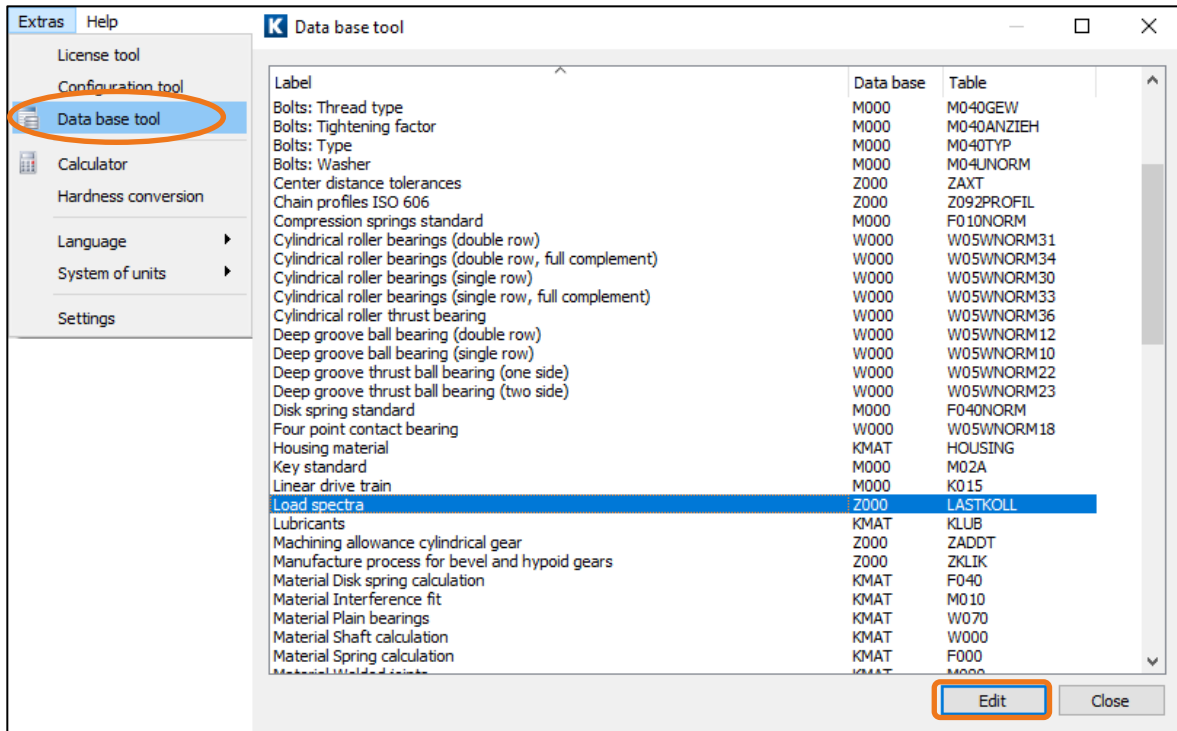 Extras Help
License tool
Configuration tool
Data base tool
Calculator
Hardness conversion
Language
System of units
Settings
K Data base tool
Label Data base Table
Bolts: Thread type M000 M040GEW
Bolts: Tightening factor M000 M040ANZIEH
Bolts: Type M000 M040TYP
Bolts: Washer M000 M04UNORM
Center distance tolerances Z000 ZAXT
Chain profiles ISO 606 Z000 Z092PROFIL
Compression springs standard M000 F010NORM
Cylindrical roller bearings (double row) W000 W05WNORM31
Cylindrical roller bearings (double row, full complement) W000 W05WNORM34
Cylindrical roller bearings (single row) W000 W05WNORM30
Cylindrical roller bearings (single row, full complement) W000 W05WNORM33
Cylindrical roller thrust bearing W000 W05WNORM36
Deep groove ball bearing (double row) W000 W05WNORM12
Deep groove ball bearing (single row) W000 W05WNORM10
Deep groove thrust ball bearing (one side) W000 W05WNORM22
Deep groove thrust ball bearing (two side) W000 W05WNORM23
Disk spring standard M000 F040NORM
Four point contact bearing W000 W05WNORM18
Housing material KMAT HOUSING
Key standard M000 M02A
Linear drive train M000 K015
Load spectra Z000 LASTKOLL
Lubricants KMAT KLUB
Machining allowance cylindrical gear Z000 ZADDT
Manufacture process for bevel and hypoid gears Z000 ZKLIK
Material Disk spring calculation KMAT F040
Material Interference fit KMAT M010
Material Plain bearings KMAT W070
Material Shaft calculation KMAT W000
Material Spring calculation KMAT F000
Edit Close